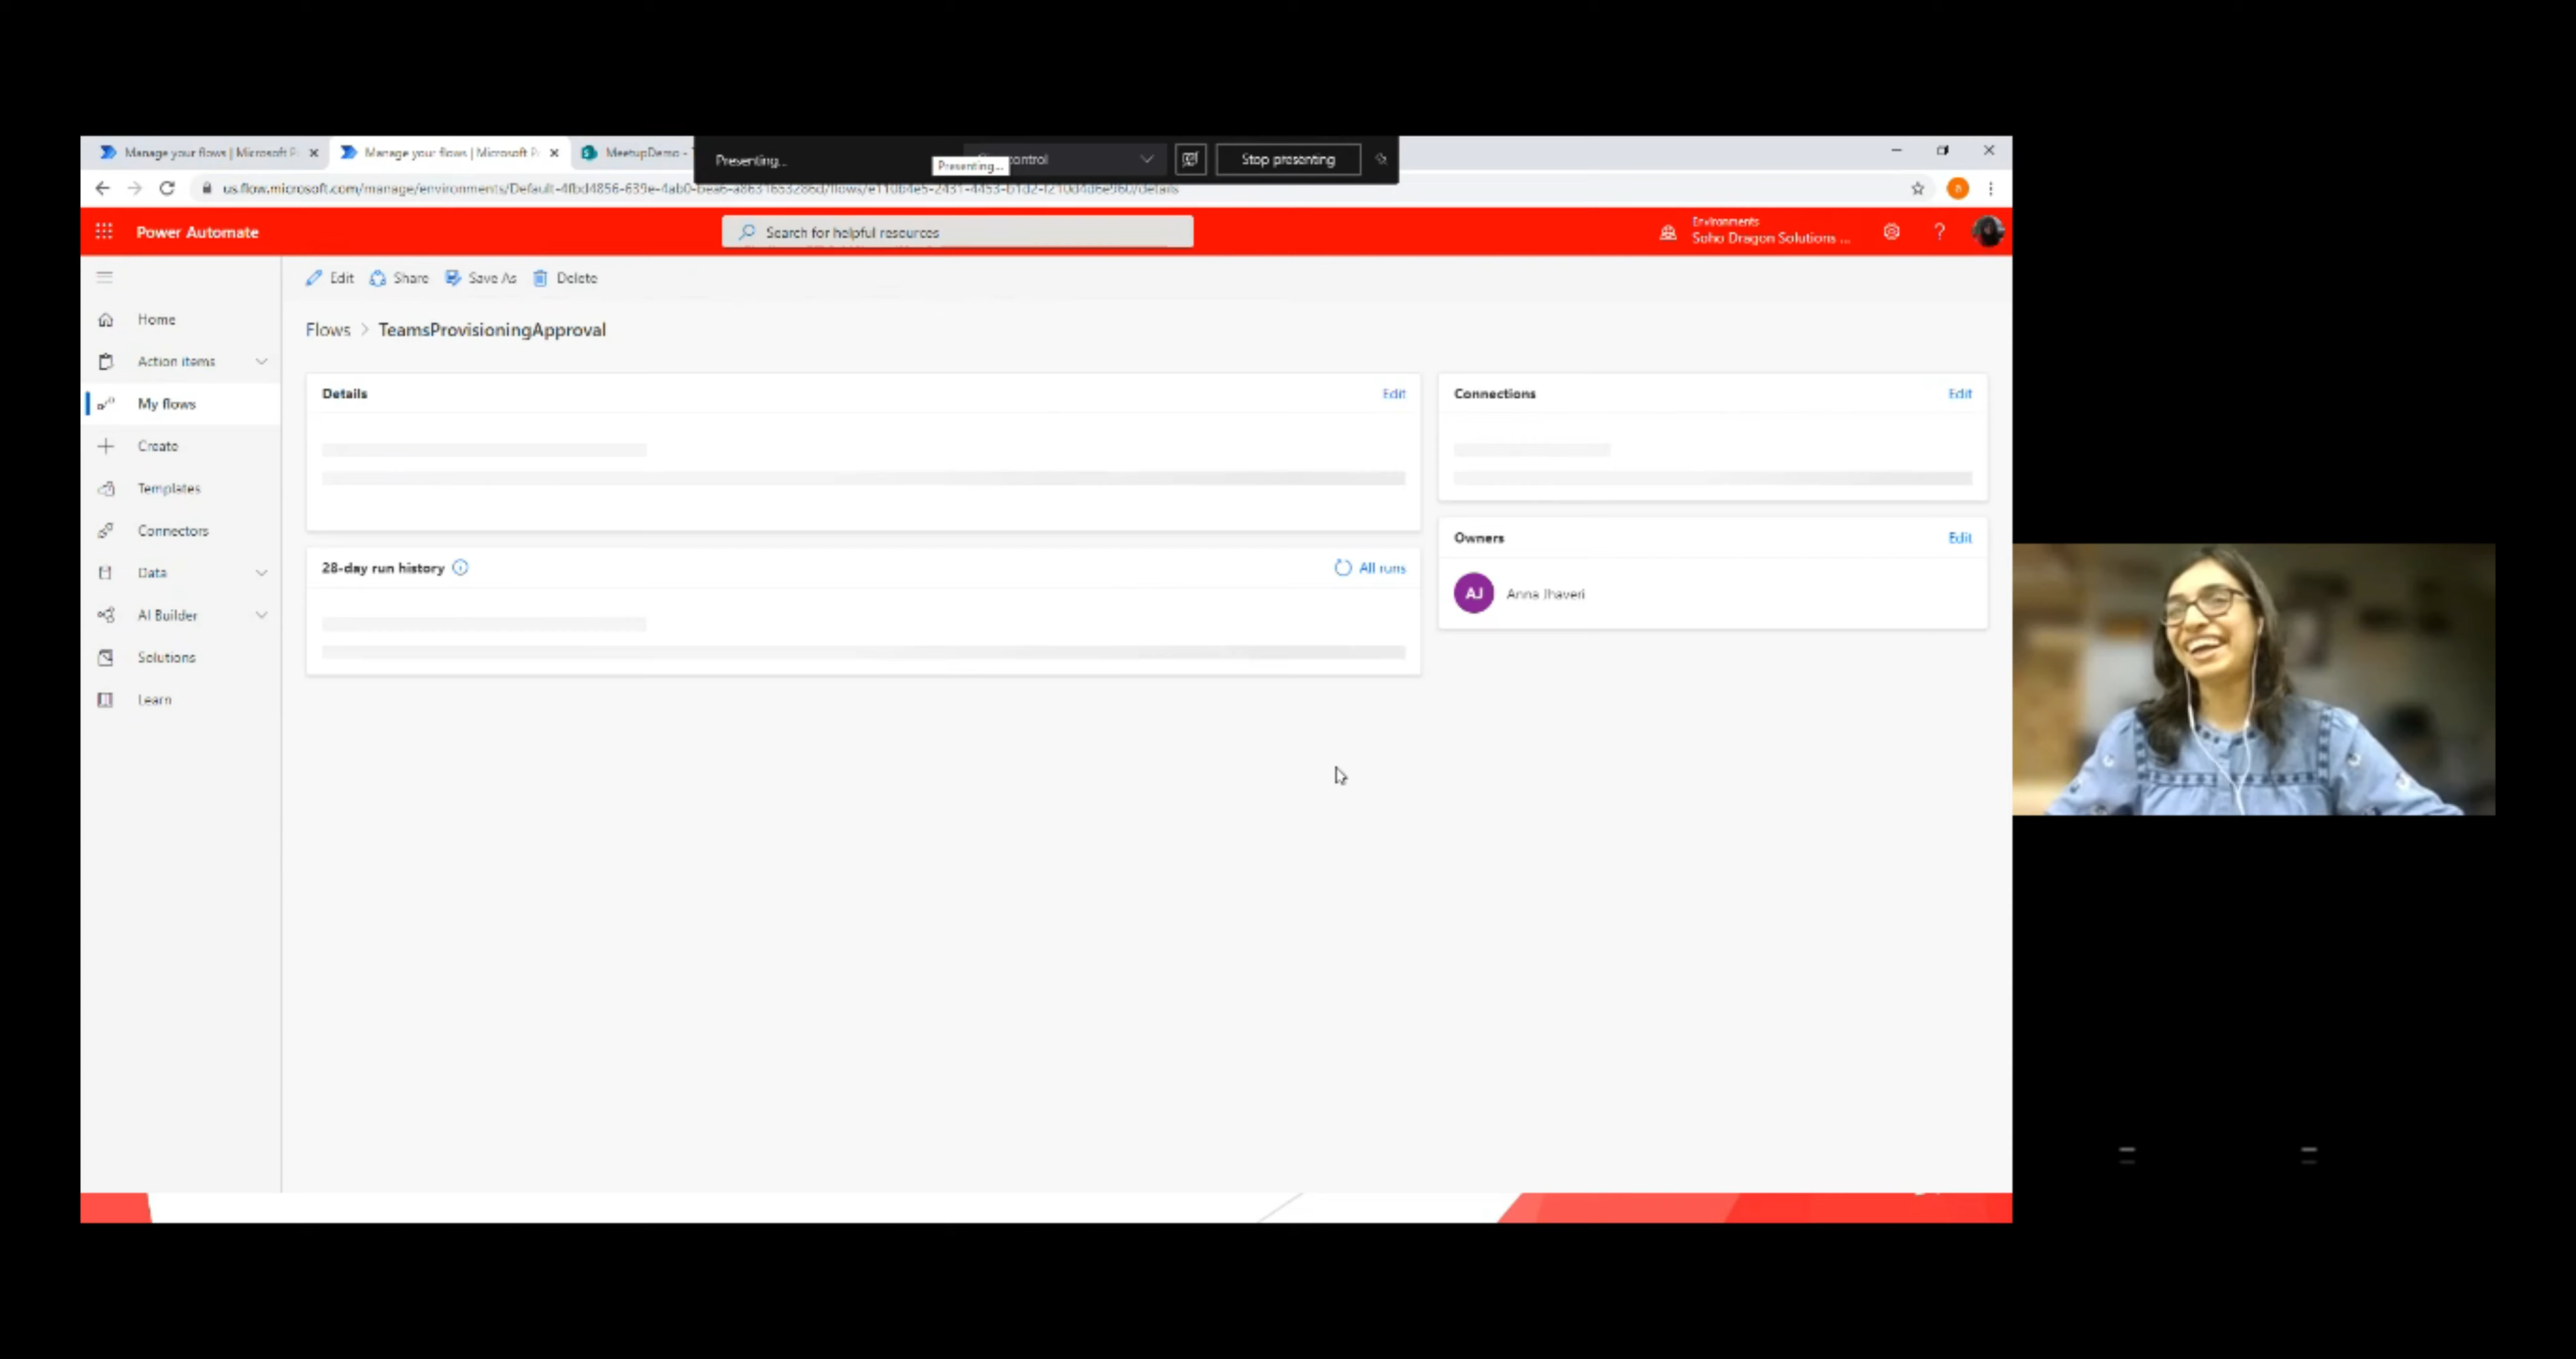 Manage your flows | Microsoft P
Manage your flows | Microsoft P
MeetupDemo -
Presenting...
Presenting...
control
Stop presenting
Power Automate
Search for helpful resources
Environments
Soho Dragon Solutions ...
?
Edit
Share
Save As
Delete
Home
Action items
My flows
Create
Templates
Connectors
Data
AI Builder
Solutions
Learn
Flows > TeamsProvisioningApproval
Details
Edit
28-day run history
All runs
Connections
Edit
Owners
Edit
AJ
Anna Jhaveri